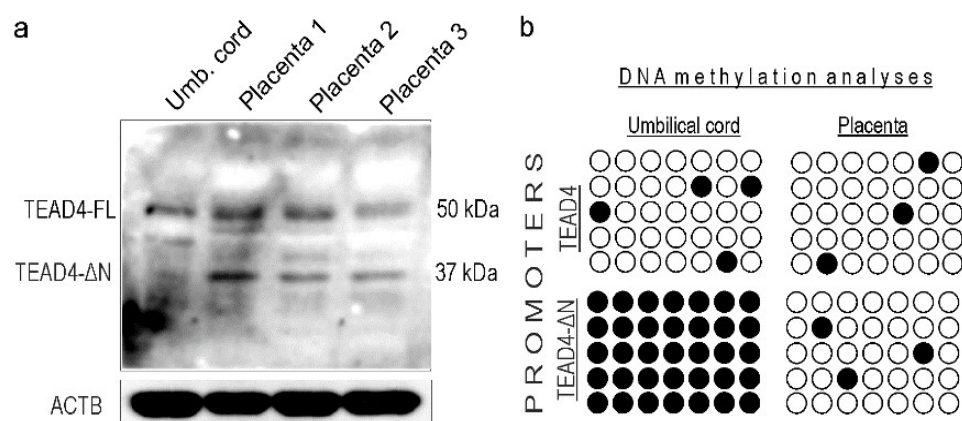 a
Umb. cord
Placenta 1
Placenta 2
Placenta 3
TEAD4-FL
50 kDa
TEAD4-ΔN
37 kDa
ACTB
b
DNA methylation analyses
Umbilical cord
Placenta
PROMOTERS
TEAD4
TEAD4-ΔN